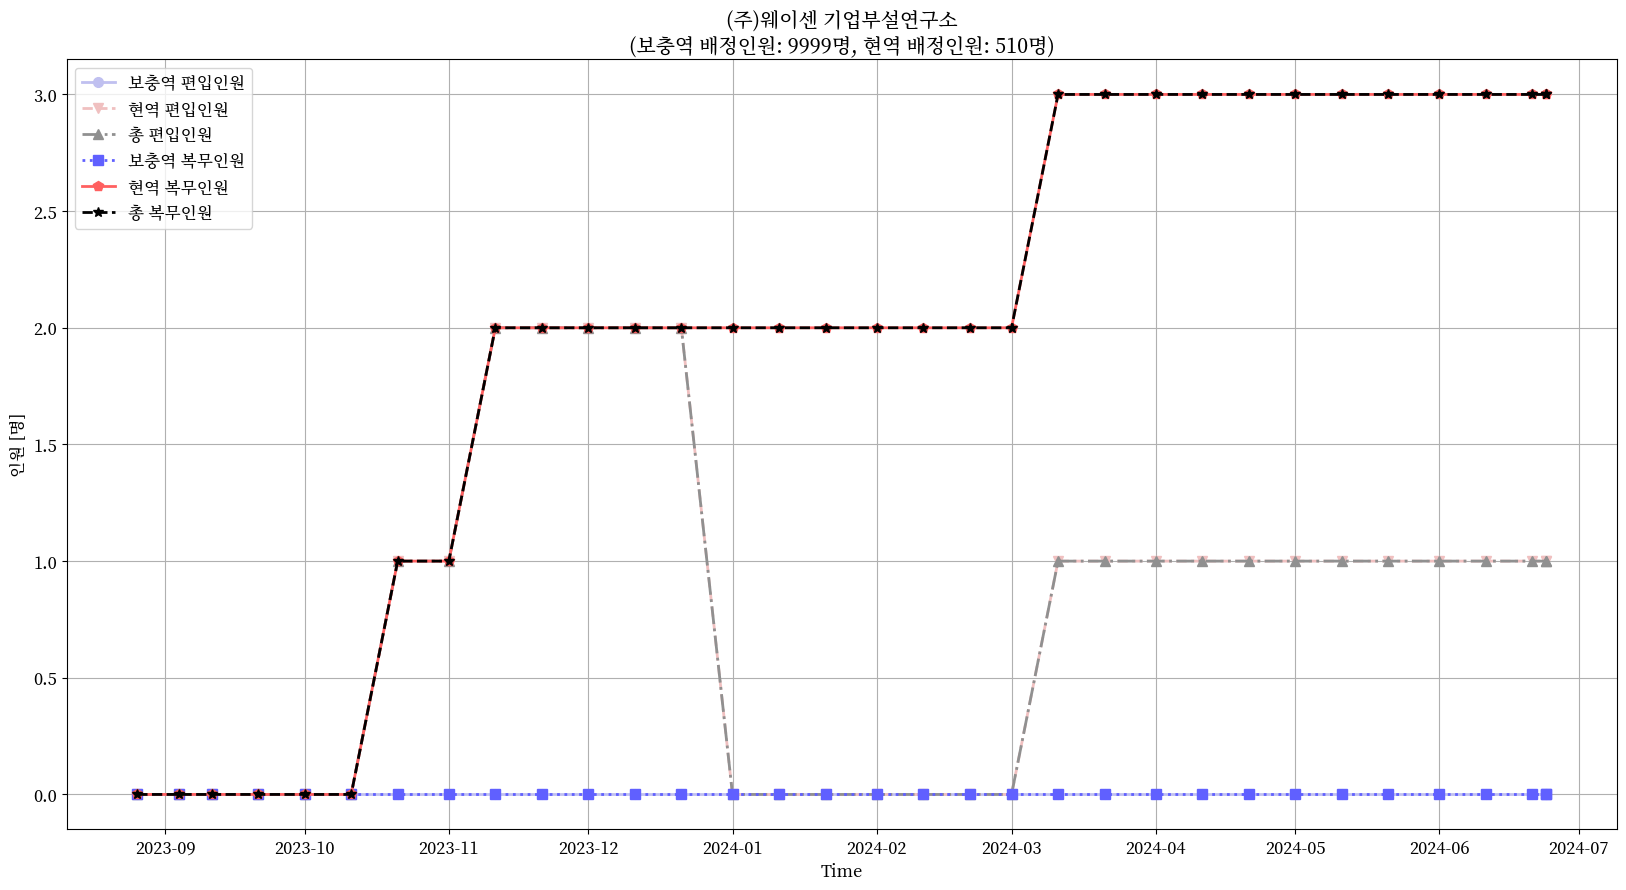 (주)웨이센 기업부설연구소
(보충역 배정인원: 9999명, 현역 배정인원: 510명)
보충역 편입인원
현역 편입인원
총 편입인원
보충역 복무인원
현역 복무인원
총 복무인원
3.0
2.5
2.0
1.5
1.0
0.5
0.0
인원 [명]
2023-09 2023-10 2023-11 2023-12 2024-01 2024-02 2024-03 2024-04 2024-05 2024-06 2024-07
Time